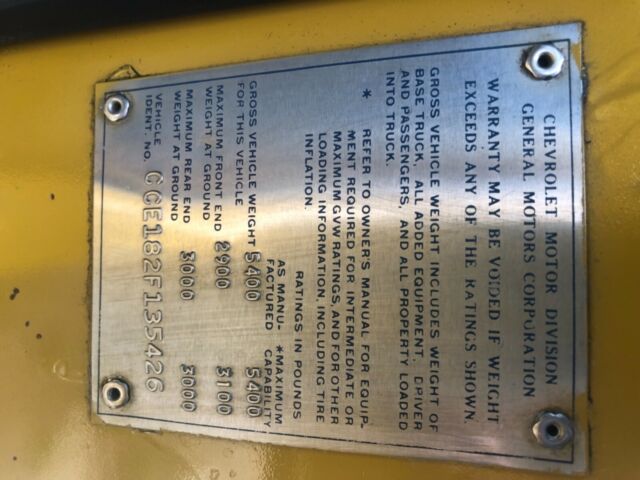 CHEVROLET MOTOR DIVISION
GENERAL MOTORS CORPORATION
WARRANTY MAY BE VOIDED IF WEIGHT
EXCEEDS ANY OF THE RATINGS SHOWN.
GROSS VEHICLE WEIGHT INCLUDES WEIGHT OF
BASE TRUCK, ALL ADDED EQUIPMENT, DRIVER
AND PASSENGERS, AND ALL PROPERTY LOADED
INTO TRUCK.
* REFER TO OWNER'S MANUAL FOR EQUIP-
MENT REQUIRED FOR INTERMEDIATE OR
MAXIMUM GVW RATINGS, AND FOR OTHER
LOADING INFORMATION, INCLUDING TIRE
INFLATION.
RATINGS IN POUNDS
AS MANU- *MAXIMUM
FACTURED CAPABILITY
GROSS VEHICLE WEIGHT 5400 5400
FOR THIS VEHICLE
MAXIMUM FRONT END 2900 3100
WEIGHT AT GROUND
MAXIMUM REAR END 3000 3000
WEIGHT AT GROUND
VEHICLE
IDENT. NO. CCE182F135426